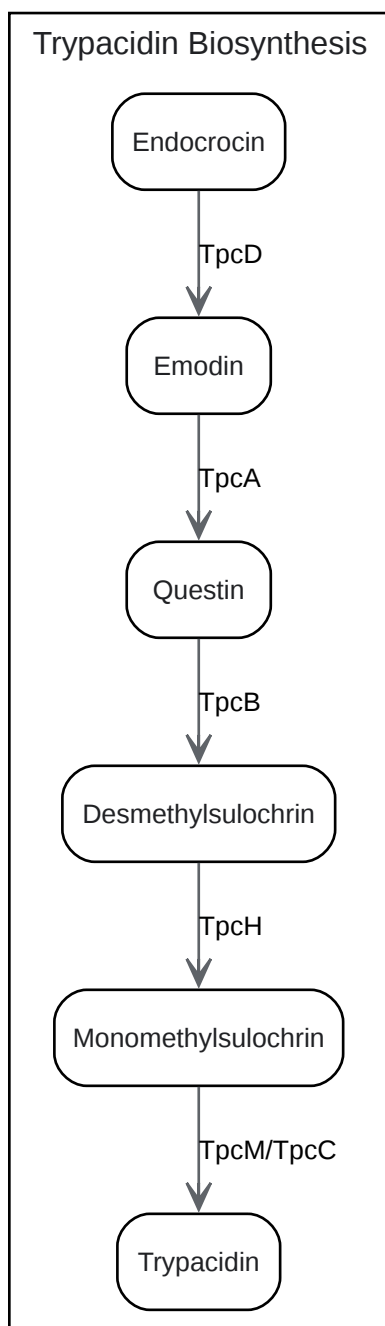 Trypacidin Biosynthesis
Endocrocin
TpcD
Emodin
TpcA
Questin
TpcB
Desmethylsulochrin
TpcH
Monomethylsulochrin
TpcM/TpcC
Trypacidin